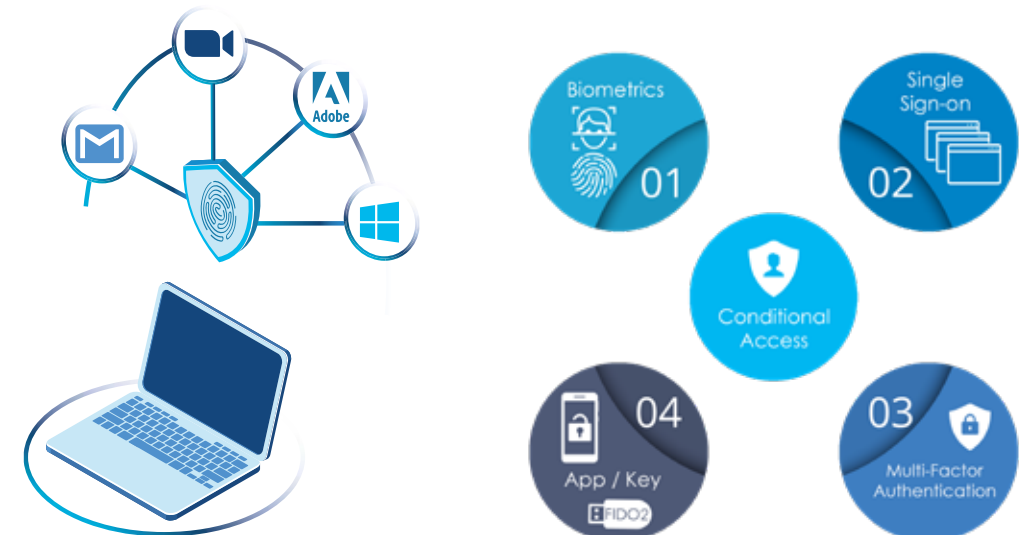 Adobe
Biometrics
01
Single
Sign-on
02
Conditional
Access
04
App / Key
FIDO2
03
Multi-Factor
Authentication